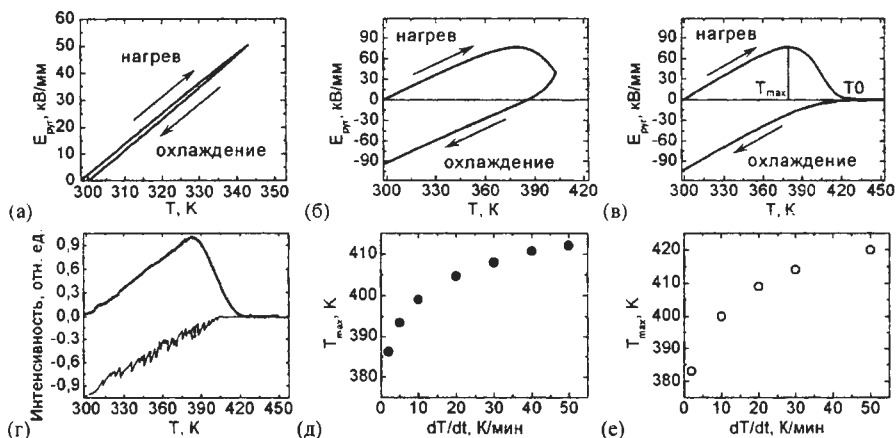 60
50
40
30
20
10
0
E_pyr, кВ/мм
нагрев
охлаждение
300 310 320 330 340 350
T, К
(а)
90
60
30
0
-30
-60
-90
E_pyr, кВ/мм
нагрев
охлаждение
300 330 360 390
T, К
(б)
90
60
30
0
-30
-60
-90
E_pyr, кВ/мм
нагрев
T_max
T0
охлаждение
300 330 360 390 420 450
T, К
(в)
0,9
0,6
0,3
0,0
-0,3
-0,6
-0,9
Интенсивность, отн. ед.
300 330 360 390 420 450
T, К
(г)
410
400
390
380
T_max, К
0 10 20 30 40 50
dT/dt, К/мин
(д)
420
410
400
390
380
T_max, К
0 10 20 30 40 50
dT/dt, К/мин
(е)